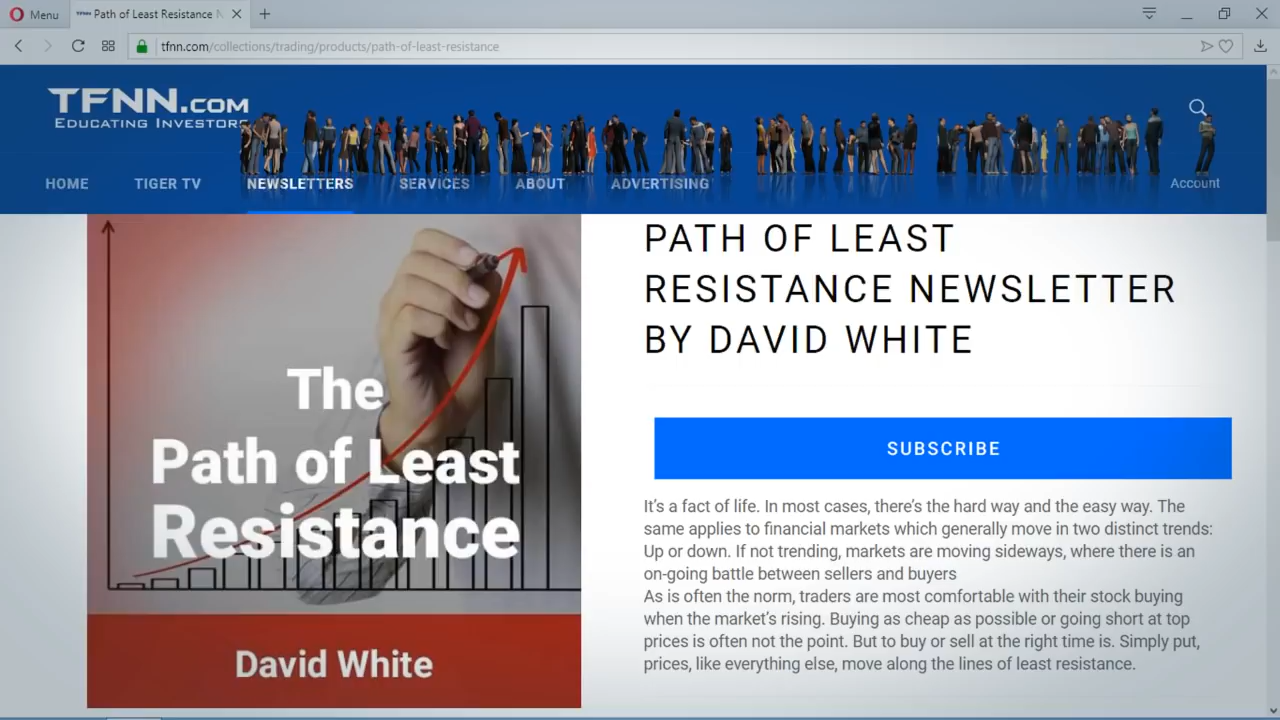 Menu
Path of Least Resistance N
tfnn.com/collections/trading/products/path-of-least-resistance
TFNN.COM
EDUCATING INVESTORS
HOME
TIGER TV
NEWSLETTERS
SERVICES
ABOUT
ADVERTISING
Account
The
Path of Least
Resistance
David White
PATH OF LEAST
RESISTANCE NEWSLETTER
BY DAVID WHITE
SUBSCRIBE
It's a fact of life. In most cases, there's the hard way and the easy way. The
same applies to financial markets which generally move in two distinct trends:
Up or down. If not trending, markets are moving sideways, where there is an
on-going battle between sellers and buyers
As is often the norm, traders are most comfortable with their stock buying
when the market's rising. Buying as cheap as possible or going short at top
prices is often not the point. But to buy or sell at the right time is. Simply put,
prices, like everything else, move along the lines of least resistance.